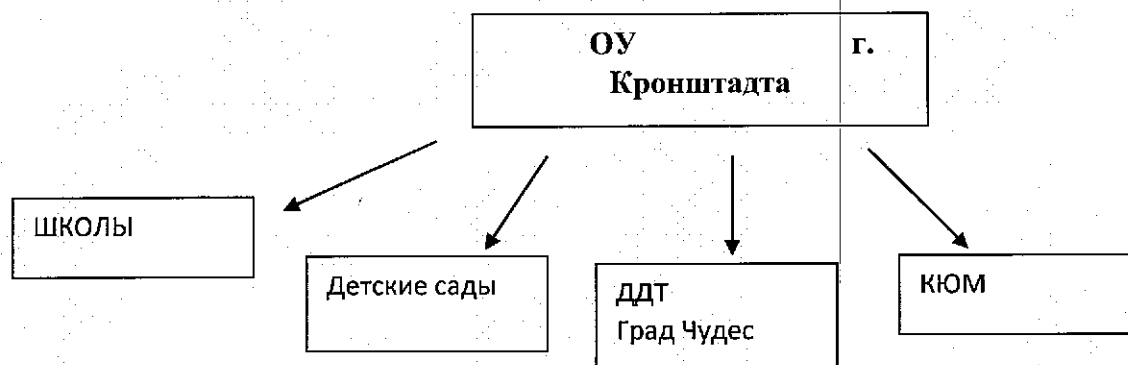 ОУ г.
Кронштадта
ШКОЛЫ
Детские сады
ДДТ
Град Чудес
КЮМ